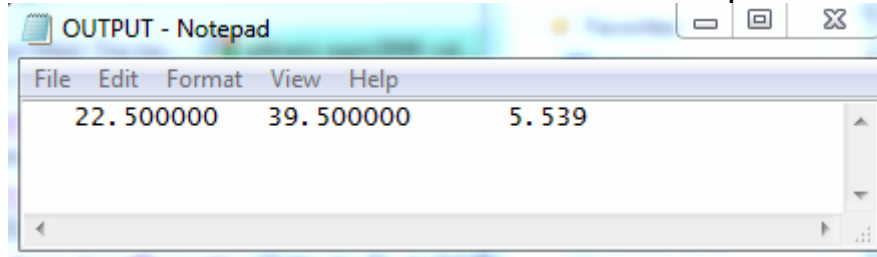 OUTPUT - Notepad
File Edit Format View Help
22.500000 39.500000 5.539